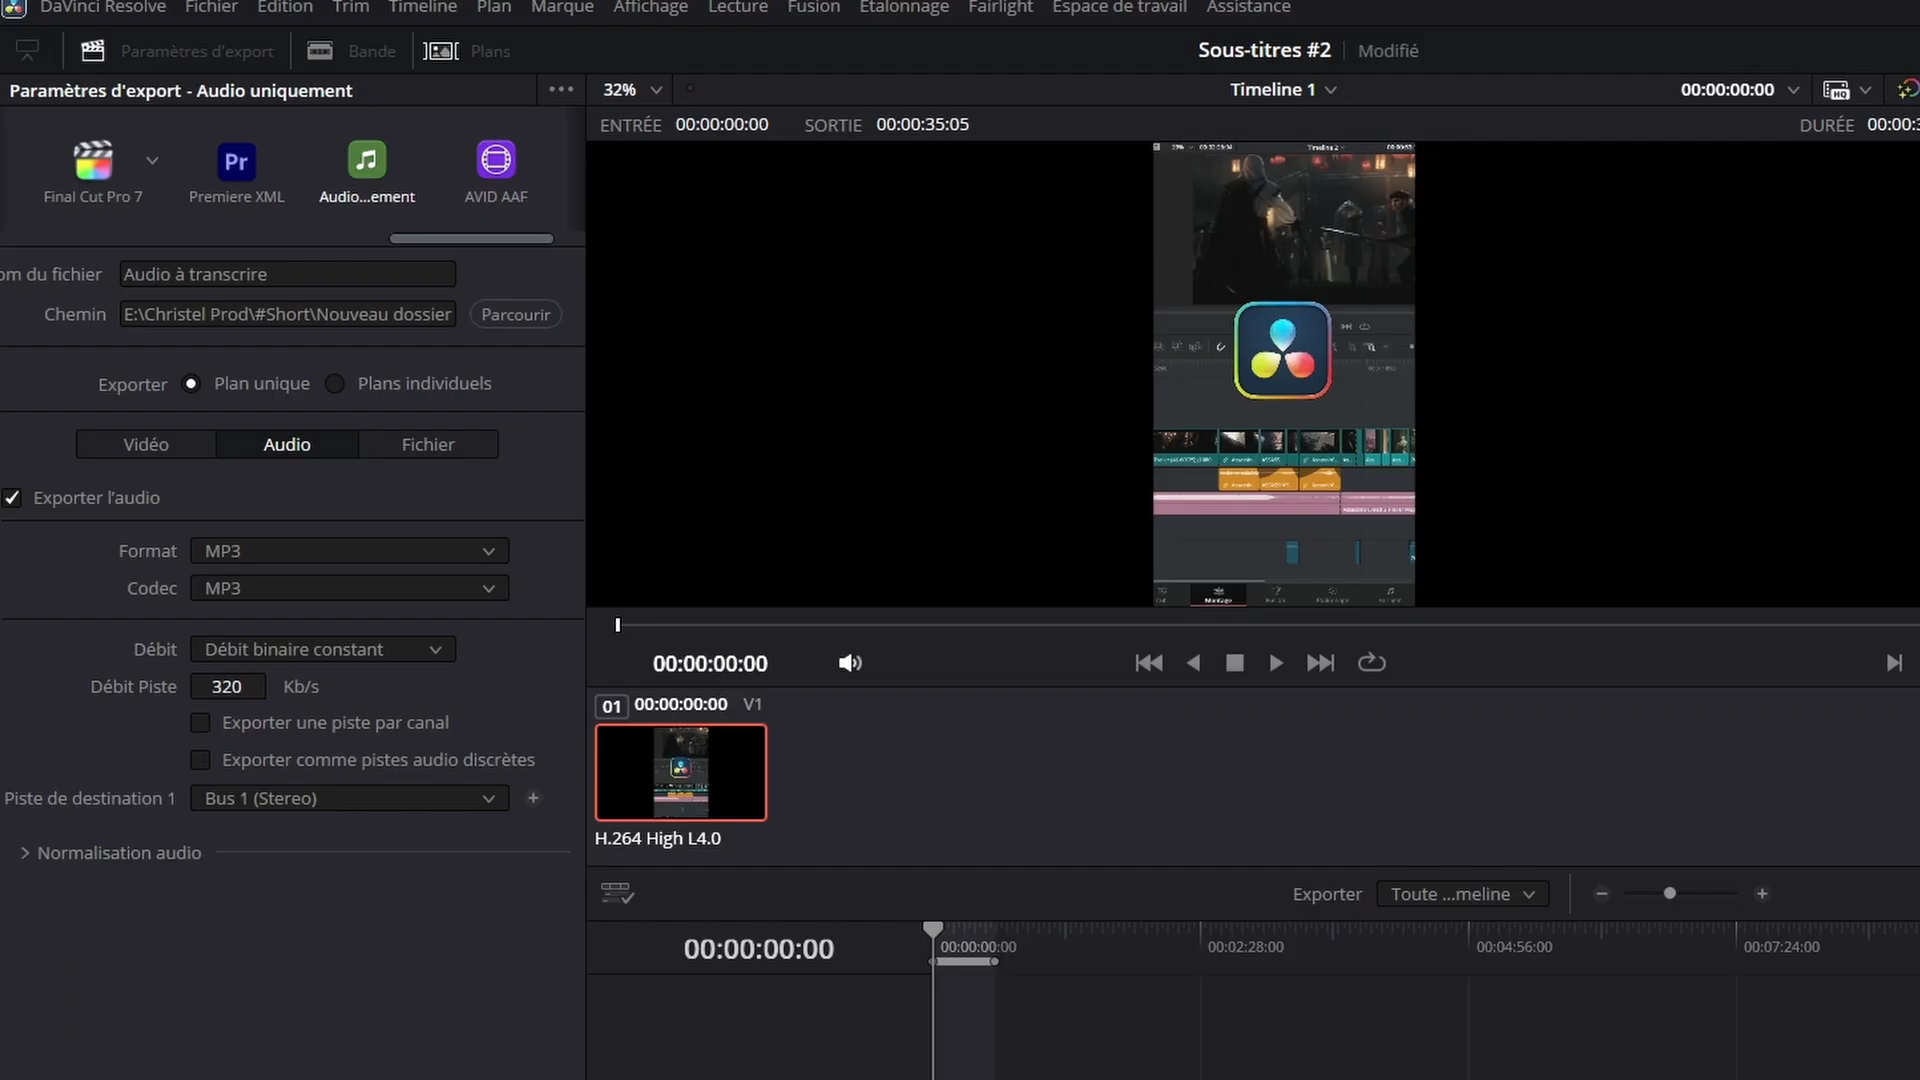 DaVinci Resolve Fichier Edition Trim Timeline Plan Marque Affichage Lecture Fusion Etalonnage Fairlight Espace de travail Assistance
Paramètres d'export Bande Plans Sous-titres #2 Modifié
Paramètres d'export - Audio uniquement 32% Timeline 1 00:00:00:00
ENTRÉE 00:00:00:00 SORTIE 00:00:35:05 DURÉE 00:00:3
Final Cut Pro 7 Premiere XML Audio...ement AVID AAF
om du fichier Audio à transcrire
Chemin E:\Christel Prod\#Short\Nouveau dossier Parcourir
Exporter Plan unique Plans individuels
Vidéo Audio Fichier
Exporter l'audio
Format MP3
Codec MP3
Débit Débit binaire constant
Débit Piste 320 Kb/s
Exporter une piste par canal
Exporter comme pistes audio discrètes
Piste de destination 1 Bus 1 (Stereo)
Normalisation audio
Timeline 2
Montage
00:00:00:00
01 00:00:00:00 V1
H.264 High L4.0
Exporter Toute ...meline
00:00:00:00 00:00:00:00 00:02:28:00 00:04:56:00 00:07:24:00